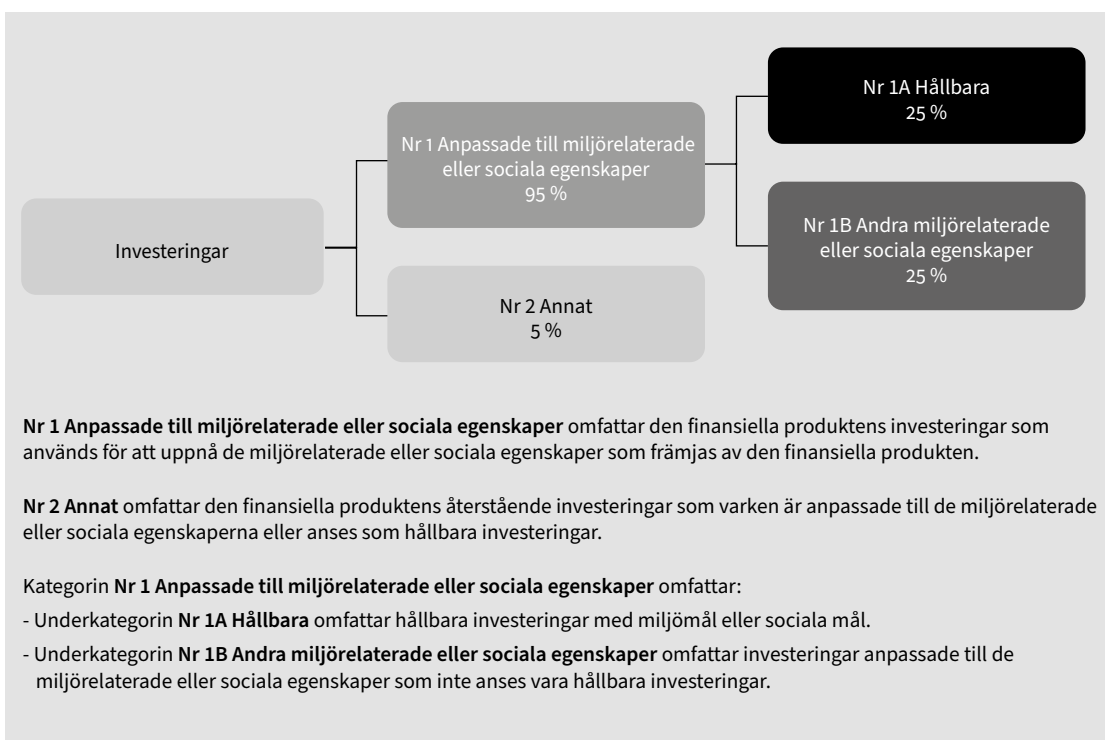 Investeringar
Nr 1 Anpassade till miljörelaterade
eller sociala egenskaper
95 %
Nr 2 Annat
5 %
Nr 1A Hållbara
25 %
Nr 1B Andra miljörelaterade
eller sociala egenskaper
25 %
Nr 1 Anpassade till miljörelaterade eller sociala egenskaper omfattar den finansiella produktens investeringar som
används för att uppnå de miljörelaterade eller sociala egenskaper som främjas av den finansiella produkten.
Nr 2 Annat omfattar den finansiella produktens återstående investeringar som varken är anpassade till de miljörelaterade
eller sociala egenskaperna eller anses som hållbara investeringar.
Kategorin Nr 1 Anpassade till miljörelaterade eller sociala egenskaper omfattar:
- Underkategorin Nr 1A Hållbara omfattar hållbara investeringar med miljömål eller sociala mål.
- Underkategorin Nr 1B Andra miljörelaterade eller sociala egenskaper omfattar investeringar anpassade till de
miljörelaterade eller sociala egenskaper som inte anses vara hållbara investeringar.